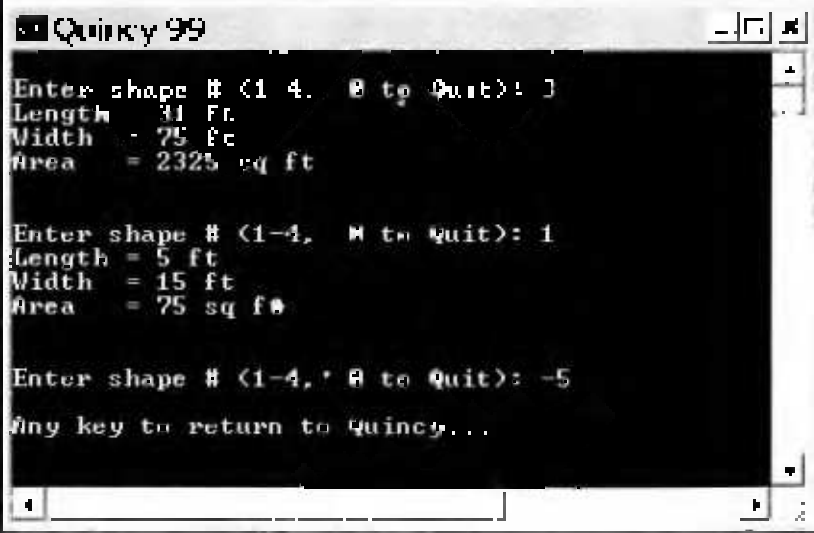 Quincy 99
Enter shape # (1-4, 0 to Quit): 3
Length = 31 ft
Width = 75 ft
Area = 2325 sq ft
Enter shape # (1-4, 0 to Quit): 1
Length = 5 ft
Width = 15 ft
Area = 75 sq ft
Enter shape # (1-4, 0 to Quit): -5
Any key to return to Quincy...